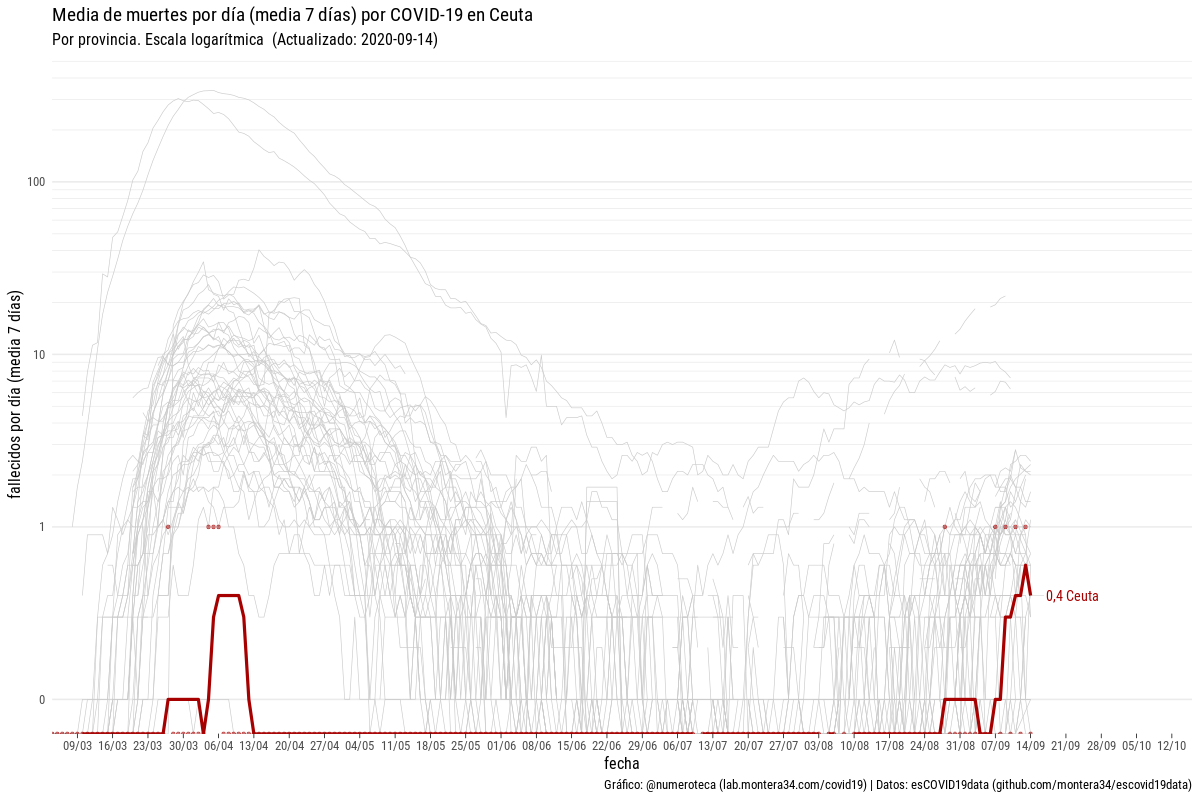 Media de muertes por día (media 7 días) por COVID-19 en Ceuta
Por provincia. Escala logarítmica (Actualizado: 2020-09-14)
fallecidos por día (media 7 días)
100
10
1
0
0,4 Ceuta
09/03 16/03 23/03 30/03 06/04 13/04 20/04 27/04 04/05 11/05 18/05 25/05 01/06 08/06 15/06 22/06 29/06 06/07 13/07 20/07 27/07 03/08 10/08 17/08 24/08 31/08 07/09 14/09 21/09 28/09 05/10 12/10
fecha
Gráfico: @numeroteca (lab.montera34.com/covid19) | Datos: esCOVID19data (github.com/montera34/escovid19data)